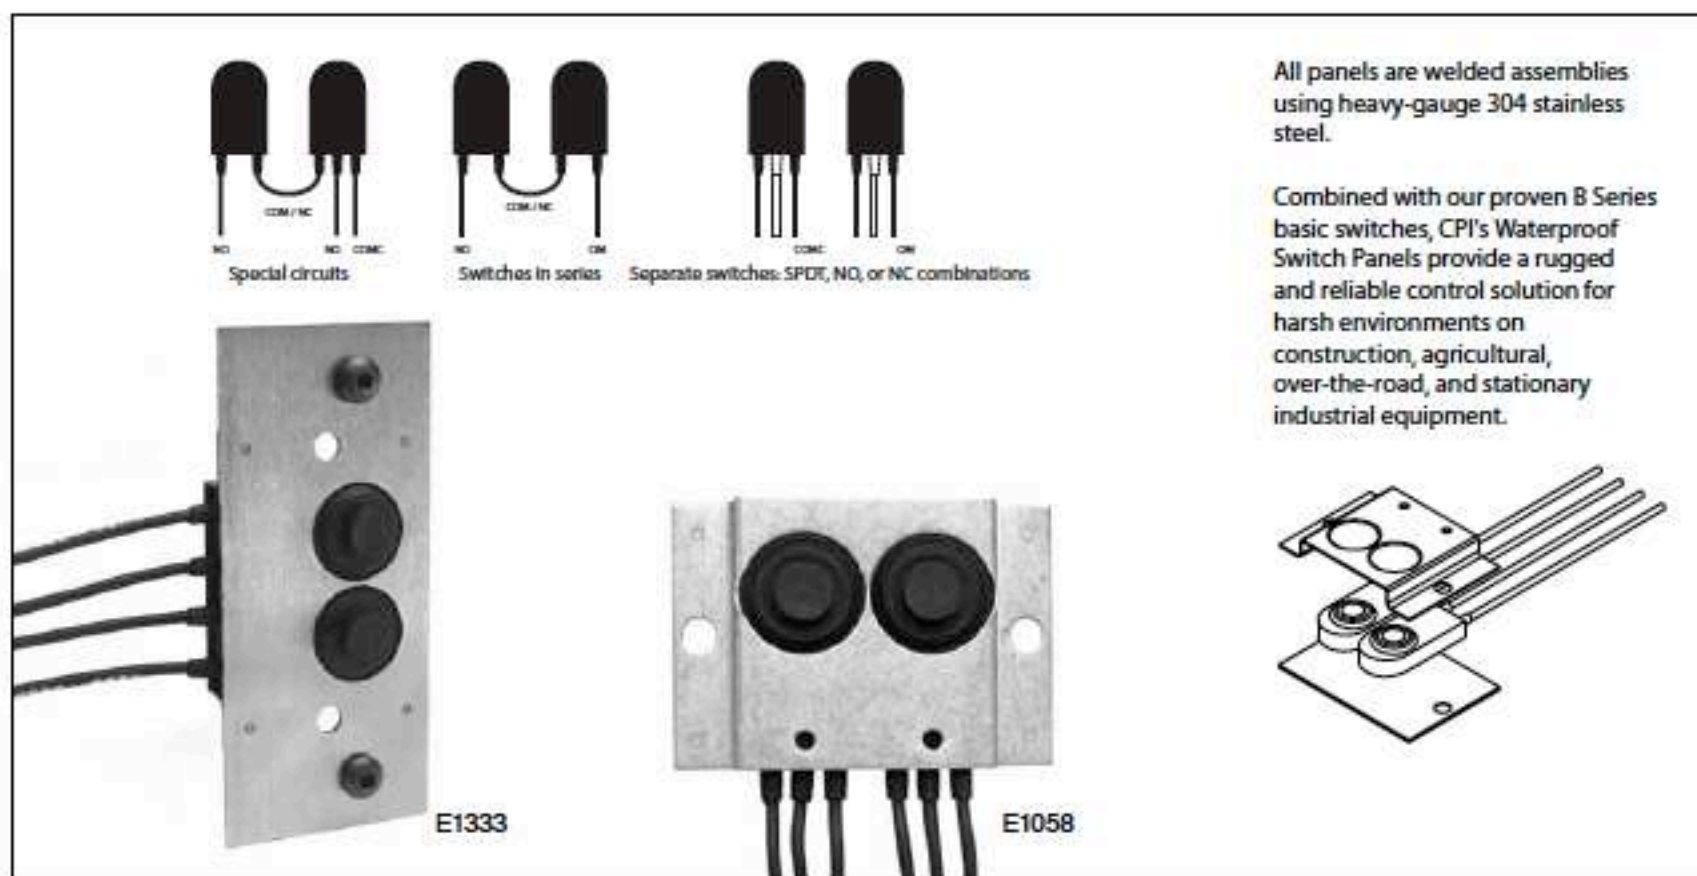 COM / NC
NO
NO
COMC
Special circuits
COM / NC
NO
OM
Switches in series
COMC
OM
Separate switches: SPDT, NO, or NC combinations
All panels are welded assemblies
using heavy-gauge 304 stainless
steel.
Combined with our proven B Series
basic switches, CPI's Waterproof
Switch Panels provide a rugged
and reliable control solution for
harsh environments on
construction, agricultural,
over-the-road, and stationary
industrial equipment.
E1333
E1058